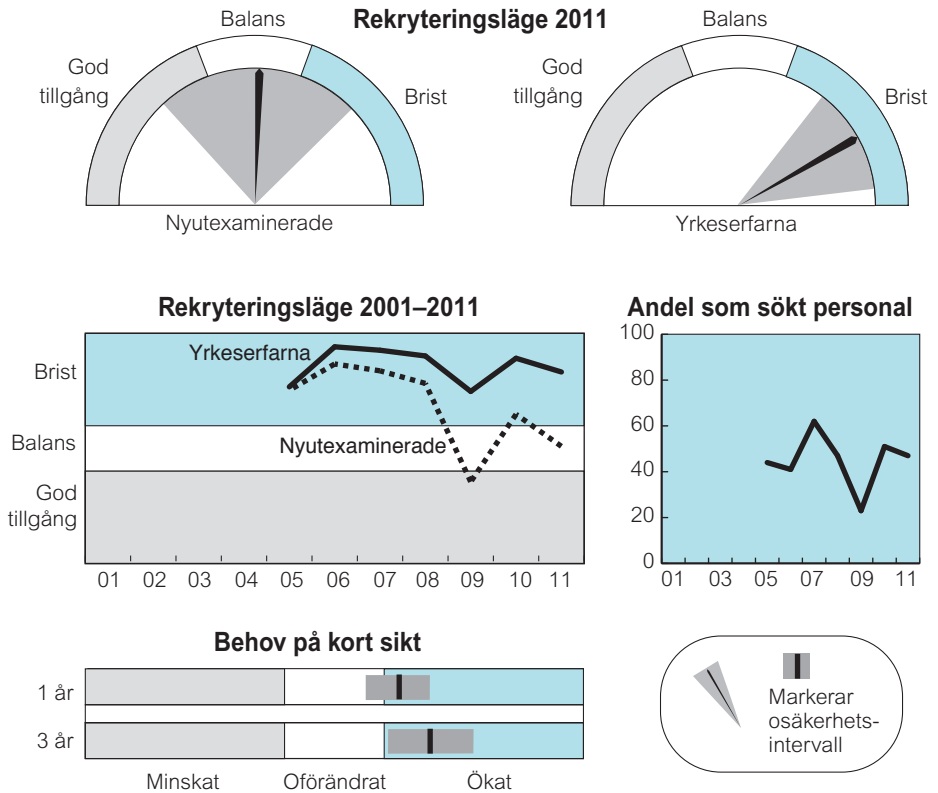 Rekryteringsläge 2011
Balans
God
tillgång
Brist
Nyutexaminerade
Balans
God
tillgång
Brist
Yrkeserfarna
Rekryteringsläge 2001–2011
Brist
Balans
God
tillgång
Yrkeserfarna
Nyutexaminerade
01 02 03 04 05 06 07 08 09 10 11
Andel som sökt personal
100
80
60
40
20
0
01 03 05 07 09 11
Behov på kort sikt
1 år
3 år
Minskat Oförändrat Ökat
Markerar
osäkerhets-
intervall